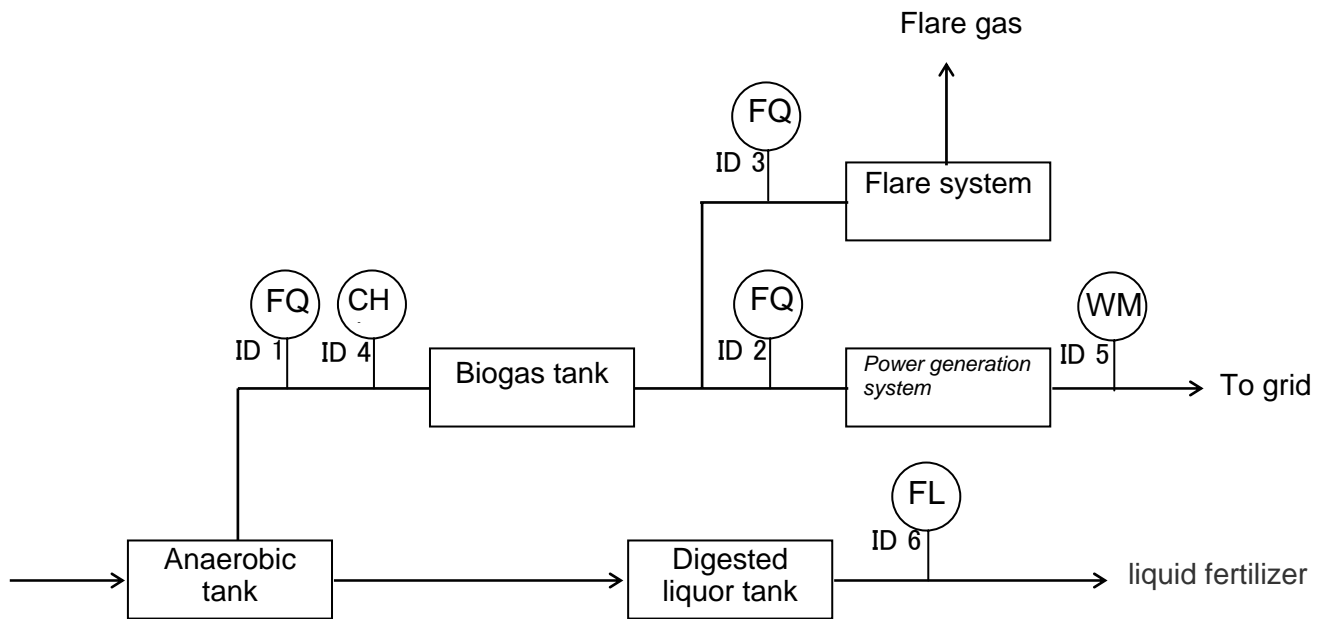 Flare gas
FQ
ID 3
Flare system
FQ
ID 1
CH
ID 4
Biogas tank
FQ
ID 2
Power generation
system
WM
ID 5
To grid
FL
ID 6
Anaerobic
tank
Digested
liquor tank
liquid fertilizer